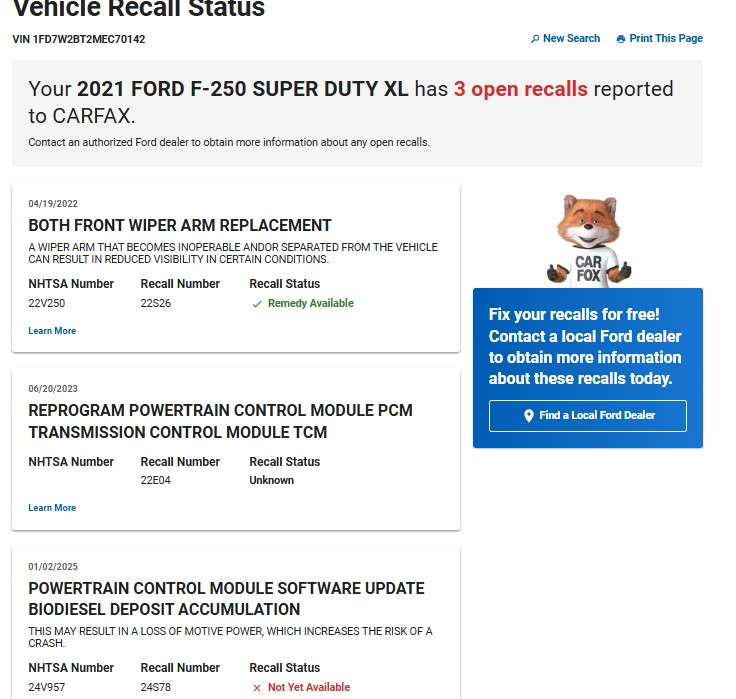 Vehicle Recall Status
VIN 1FD7W2BT2MEC70142
New Search
Print This Page
Your 2021 FORD F-250 SUPER DUTY XL has 3 open recalls reported
to CARFAX.
Contact an authorized Ford dealer to obtain more information about any open recalls.
04/19/2022
BOTH FRONT WIPER ARM REPLACEMENT
A WIPER ARM THAT BECOMES INOPERABLE ANDOR SEPARATED FROM THE VEHICLE
CAN RESULT IN REDUCED VISIBILITY IN CERTAIN CONDITIONS.
NHTSA Number Recall Number Recall Status
22V250 22S26 Remedy Available
Learn More
CAR
FOX
Fix your recalls for free!
Contact a local Ford dealer
to obtain more information
about these recalls today.
Find a Local Ford Dealer
06/20/2023
REPROGRAM POWERTRAIN CONTROL MODULE PCM
TRANSMISSION CONTROL MODULE TCM
NHTSA Number Recall Number Recall Status
22E04 Unknown
Learn More
01/02/2025
POWERTRAIN CONTROL MODULE SOFTWARE UPDATE
BIODIESEL DEPOSIT ACCUMULATION
THIS MAY RESULT IN A LOSS OF MOTIVE POWER, WHICH INCREASES THE RISK OF A
CRASH.
NHTSA Number Recall Number Recall Status
24V957 24S78 Not Yet Available